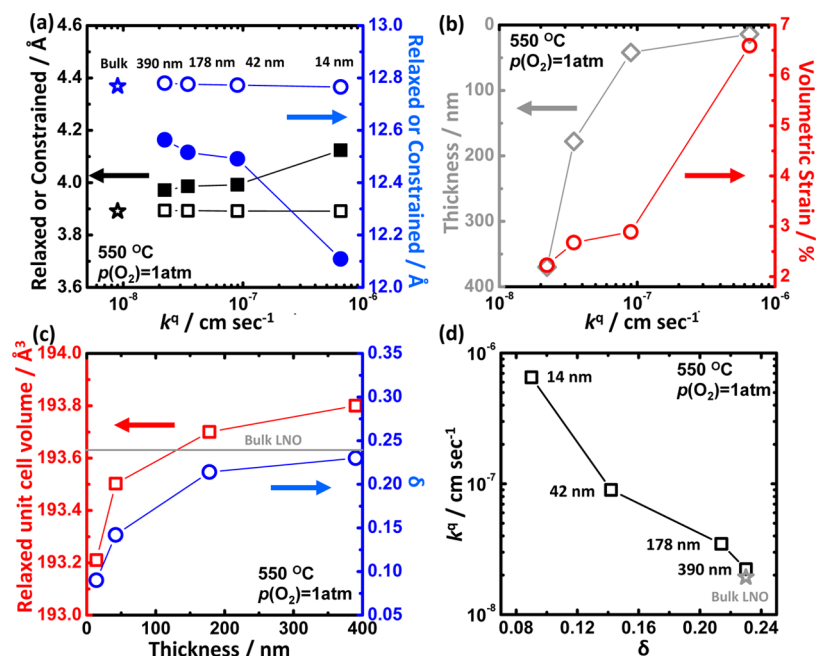 (a)
Relaxed or Constrained / Å
4.6
4.4
4.2
4.0
3.8
3.6
Bulk 390 nm 178 nm 42 nm 14 nm
550 ᴼC
p(O₂)=1atm
13.0
12.8
12.6
12.4
12.2
12.0
Relaxed or Constrained / Å
10⁻⁸ 10⁻⁷ 10⁻⁶
kq / cm sec⁻¹
(b)
Thickness / nm
0
100
200
300
400
550 ᴼC
p(O₂)=1atm
7
6
5
4
3
2
Volumetric Strain / %
10⁻⁸ 10⁻⁷ 10⁻⁶
kq / cm sec⁻¹
(c)
Relaxed unit cell volume / Å³
194.0
193.8
193.6
193.4
193.2
193.0
Bulk LNO
550 ᴼC
p(O₂)=1atm
0.35
0.30
0.25
0.20
0.15
0.10
0.05
δ
0 100 200 300 400
Thickness / nm
(d)
kq / cm sec⁻¹
10⁻⁶
10⁻⁷
10⁻⁸
550 ᴼC
p(O₂)=1atm
14 nm
42 nm
178 nm
390 nm
Bulk LNO
0.08 0.12 0.16 0.20 0.24
δ